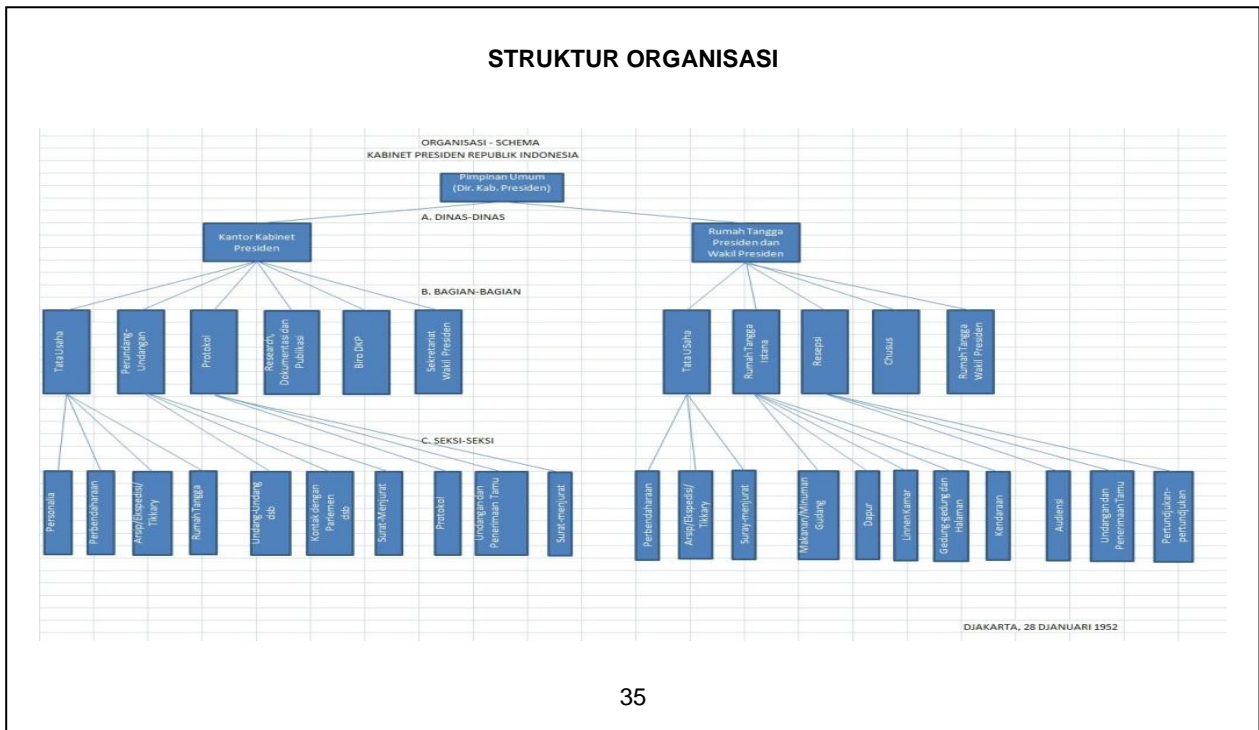 STRUKTUR ORGANISASI
ORGANISASI - SCHEMA
KABINET PRESIDEN REPUBLIK INDONESIA
Pimpinan Umum
(Dir. Kab. Presiden)
A. DINAS-DINAS
Kantor Kabinet
Presiden
Rumah Tangga
Presiden dan
Wakil Presiden
B. BAGIAN-BAGIAN
Tata Usaha
Perundang-
Undangan
Protokol
Research,
Dokumentasi dan
Publikasi
Biro DKP
Sekretariat
Wakil Presiden
Tata USaha
Rumah Tangga
Istana
Resepsi
Chusus
Rumah Tangga
Wakil Presiden
C. SEKSI-SEKSI
Personalia
Perbendaharaan
Arsip/Ekspedisi/
Tikkary
Rumah Tangga
Undang-Undang
dsb
Kontak dengan
Parlemen
dsb
Surat-Menjurat
Protokol
Undangan dan
Penerimaan Tamu
Surat-menjurat
Perbendaharaan
Arsip/Ekspedisi/
Tikkary
Suray-menjurat
Makanan/Minuman
Gudang
Dapur
Linnen Kamar
Gedung-gedung dan
Halaman
Kendaraan
Audiensi
Undangan dan
Penerimaan Tamu
Pertundjukan-
pertundjukan
DJAKARTA, 28 DJANUARI 1952
35